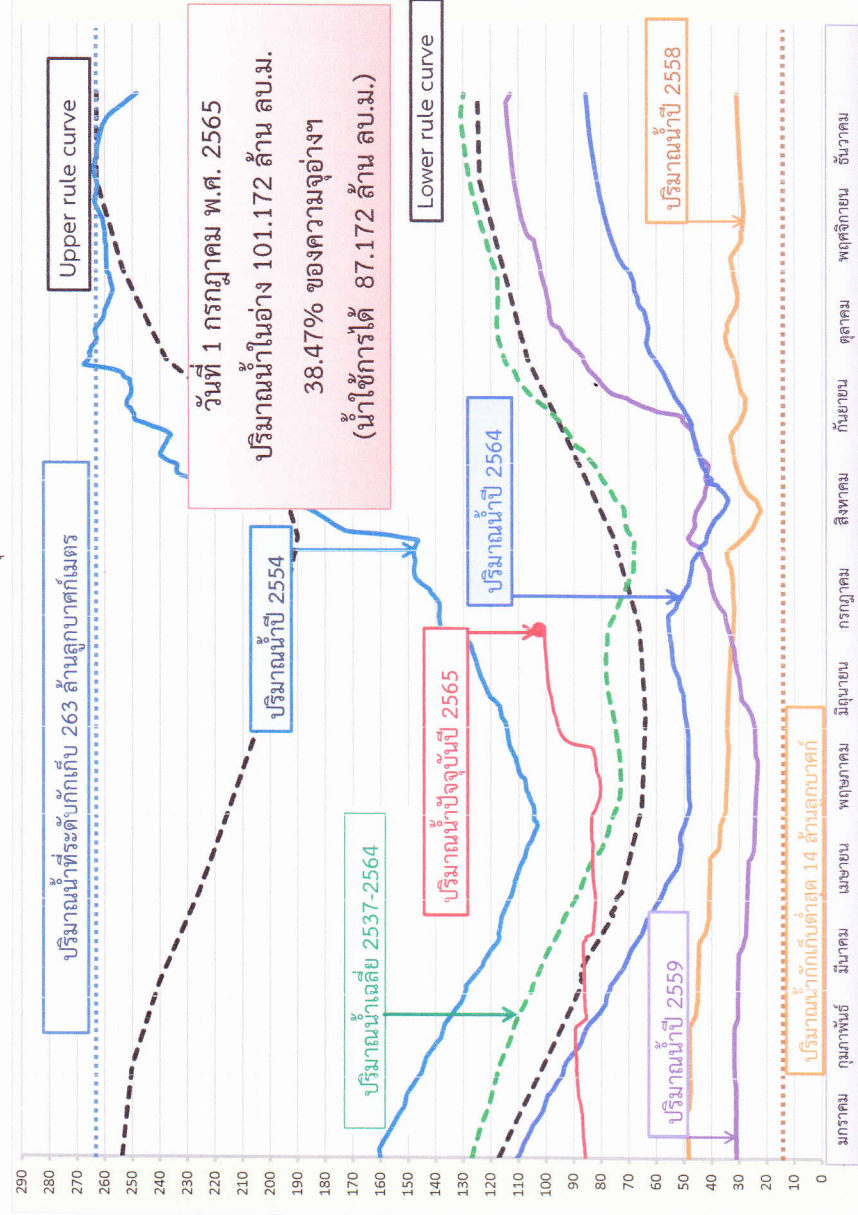 290
280
270
260
250
240
230
220
210
200
190
180
170
160
150
140
130
120
110
100
90
80
70
60
50
40
30
20
10
0
ปริมาณน้ำที่ระดับกักเก็บ 263 ล้านลูกบาศก์เมตร
Upper rule curve
วันที่ 1 กรกฎาคม พ.ศ. 2565
ปริมาณน้ำในอ่าง 101.172 ล้าน ลบ.ม.
38.47% ของความจุอ่างฯ
(น้ำใช้การได้ 87.172 ล้าน ลบ.ม.)
ปริมาณน้ำปี 2554
ปริมาณน้ำเฉลี่ย 2537-2564
ปริมาณน้ำปัจจุบันปี 2565
ปริมาณน้ำปี 2564
Lower rule curve
ปริมาณน้ำปี 2559
ปริมาณน้ำปี 2558
ปริมาณน้ำกักเก็บต่ำสุด 14 ล้านลูกบาศก์
มกราคม กุมภาพันธ์ มีนาคม เมษายน พฤษภาคม มิถุนายน กรกฎาคม สิงหาคม กันยายน ตุลาคม พฤศจิกายน ธันวาคม